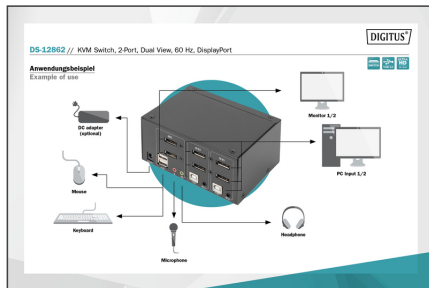 DIGITUS®
DS-12862 // KVM Switch, 2-Port, Dual View, 60 Hz, DisplayPort
Anwendungsbeispiel
Example of use
DC adapter
(optional)
Monitor 1/2
PC Input 1/2
Mouse
Keyboard
Microphone
Headphone